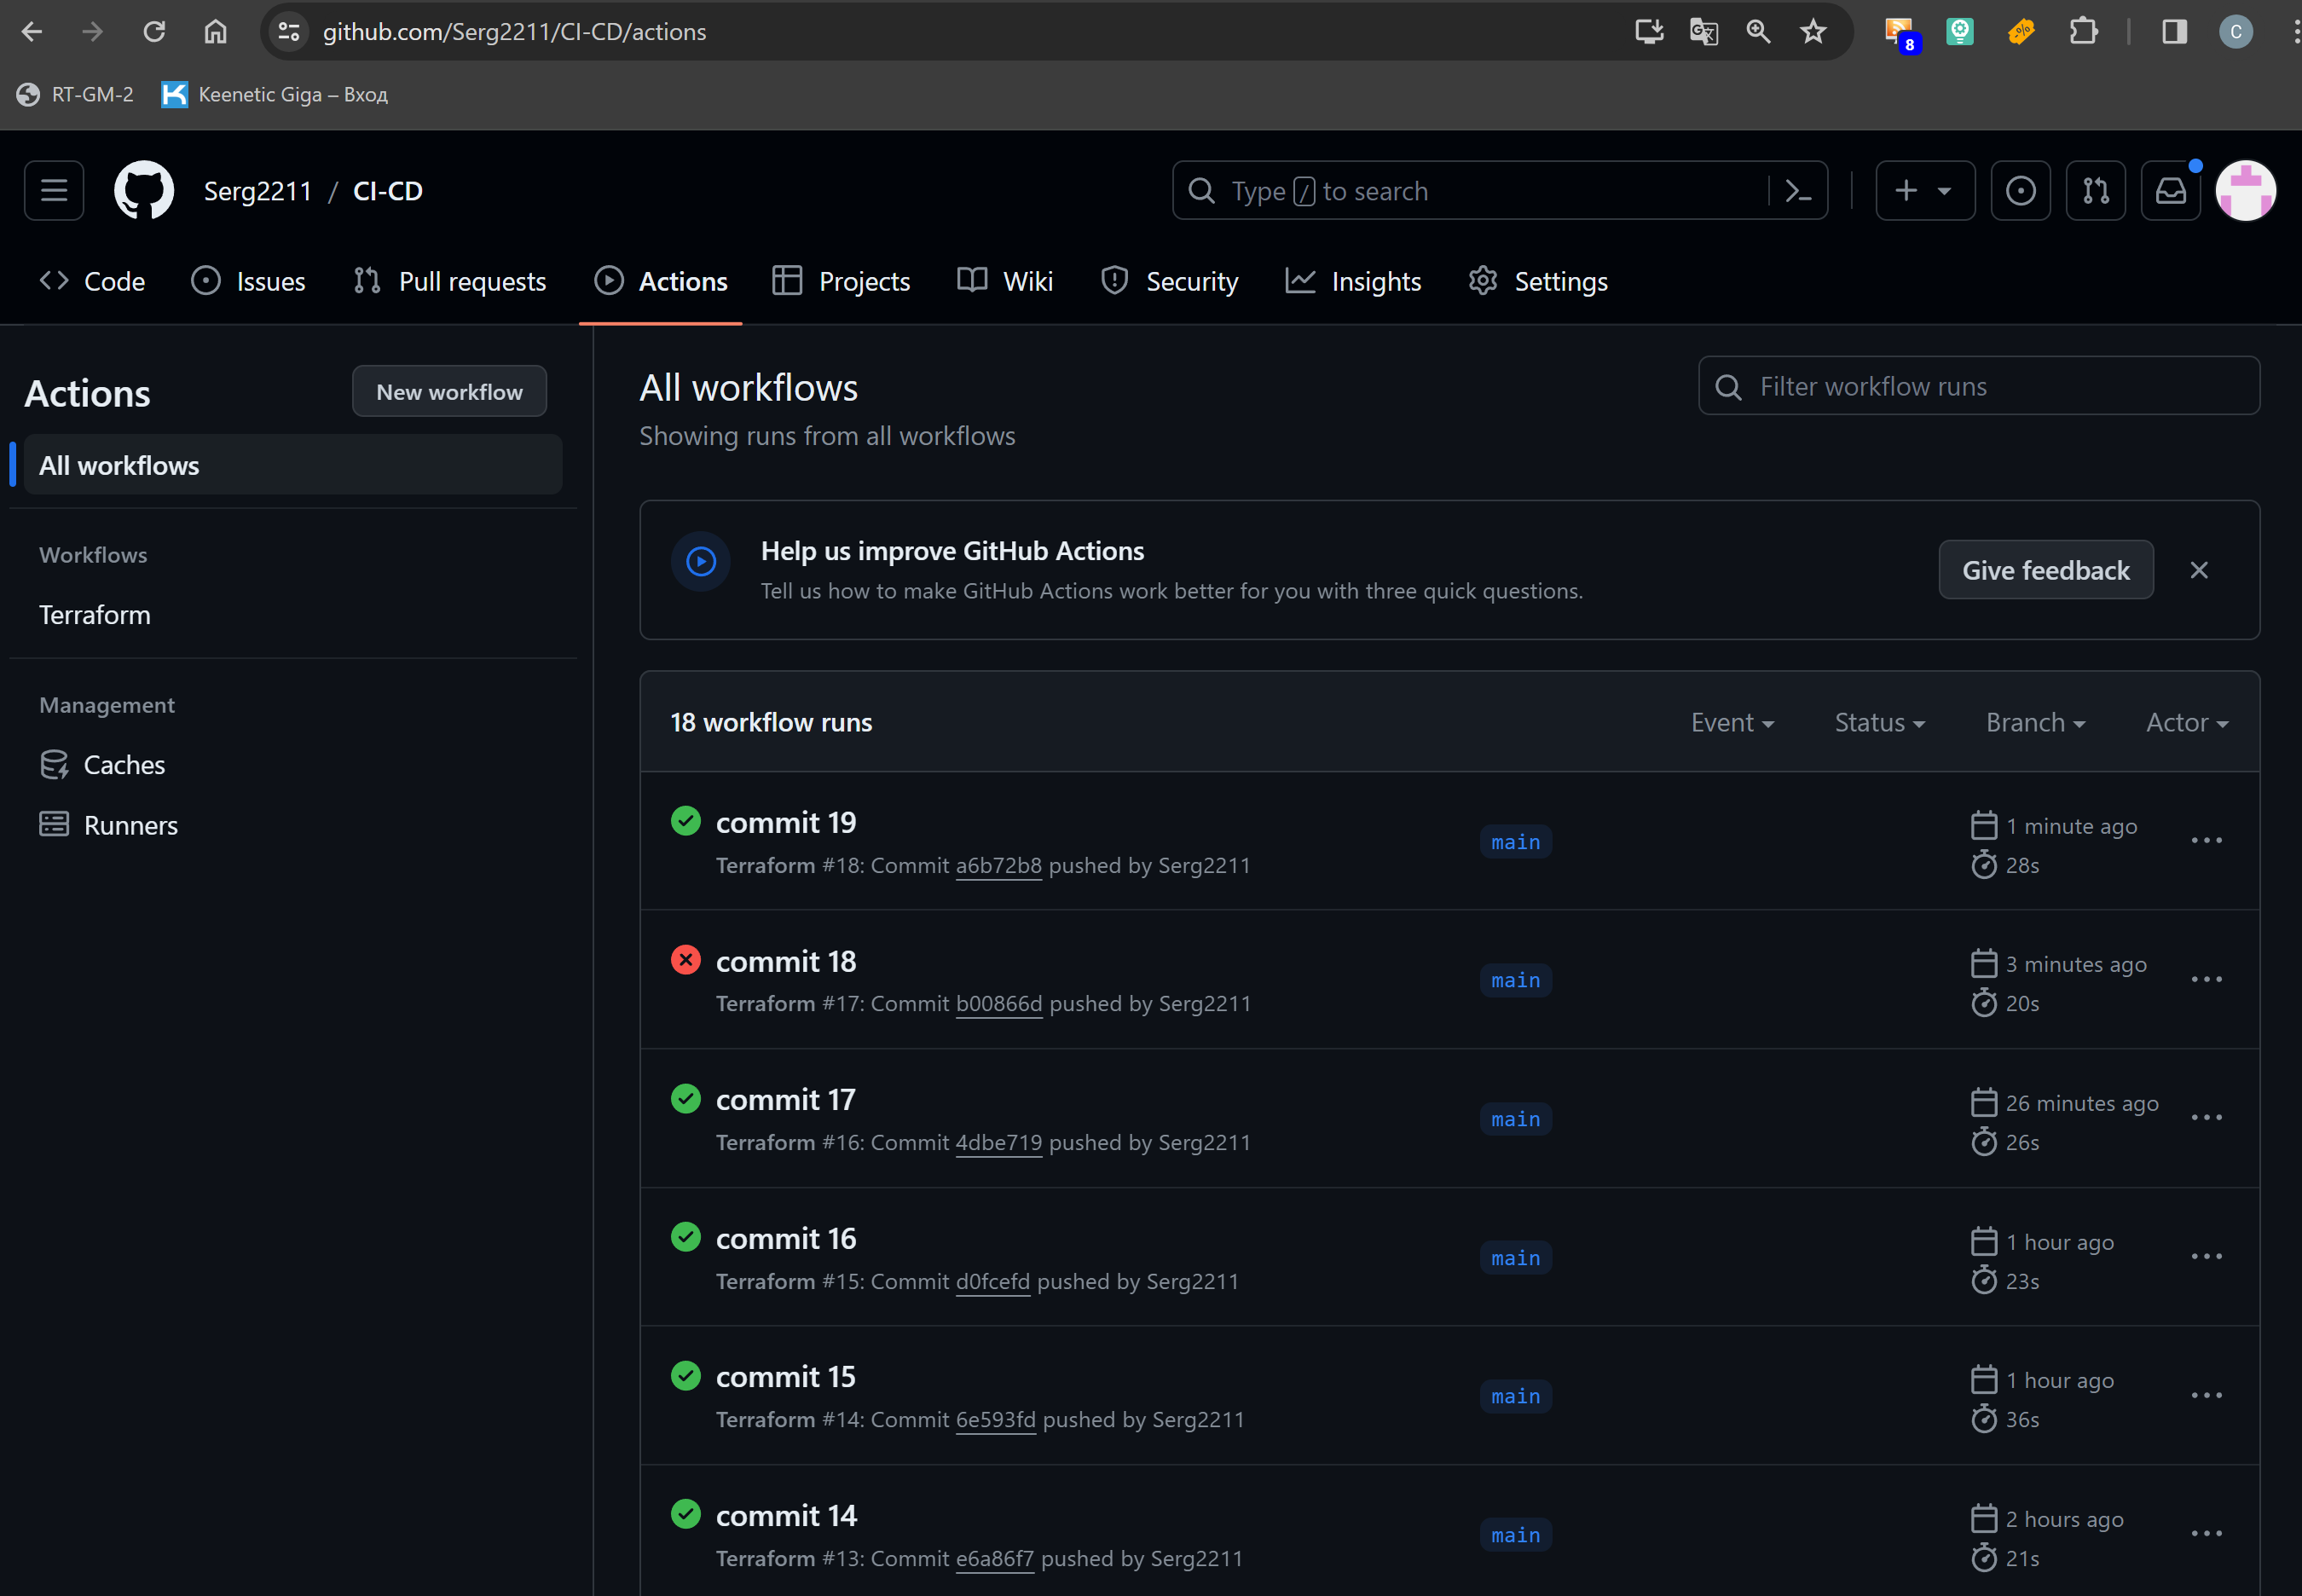 github.com/Serg2211/CI-CD/actions
8
C
RT-GM-2
Keenetic Giga – Вход
Serg2211 / CI-CD
Type / to search
Code
Issues
Pull requests
Actions
Projects
Wiki
Security
Insights
Settings
Actions
New workflow
All workflows
Workflows
Terraform
Management
Caches
Runners
All workflows
Showing runs from all workflows
Filter workflow runs
Help us improve GitHub Actions
Tell us how to make GitHub Actions work better for you with three quick questions.
Give feedback
18 workflow runs
Event
Status
Branch
Actor
commit 19
Terraform #18: Commit a6b72b8 pushed by Serg2211
main
1 minute ago
28s
commit 18
Terraform #17: Commit b00866d pushed by Serg2211
main
3 minutes ago
20s
commit 17
Terraform #16: Commit 4dbe719 pushed by Serg2211
main
26 minutes ago
26s
commit 16
Terraform #15: Commit d0fcefd pushed by Serg2211
main
1 hour ago
23s
commit 15
Terraform #14: Commit 6e593fd pushed by Serg2211
main
1 hour ago
36s
commit 14
Terraform #13: Commit e6a86f7 pushed by Serg2211
main
2 hours ago
21s